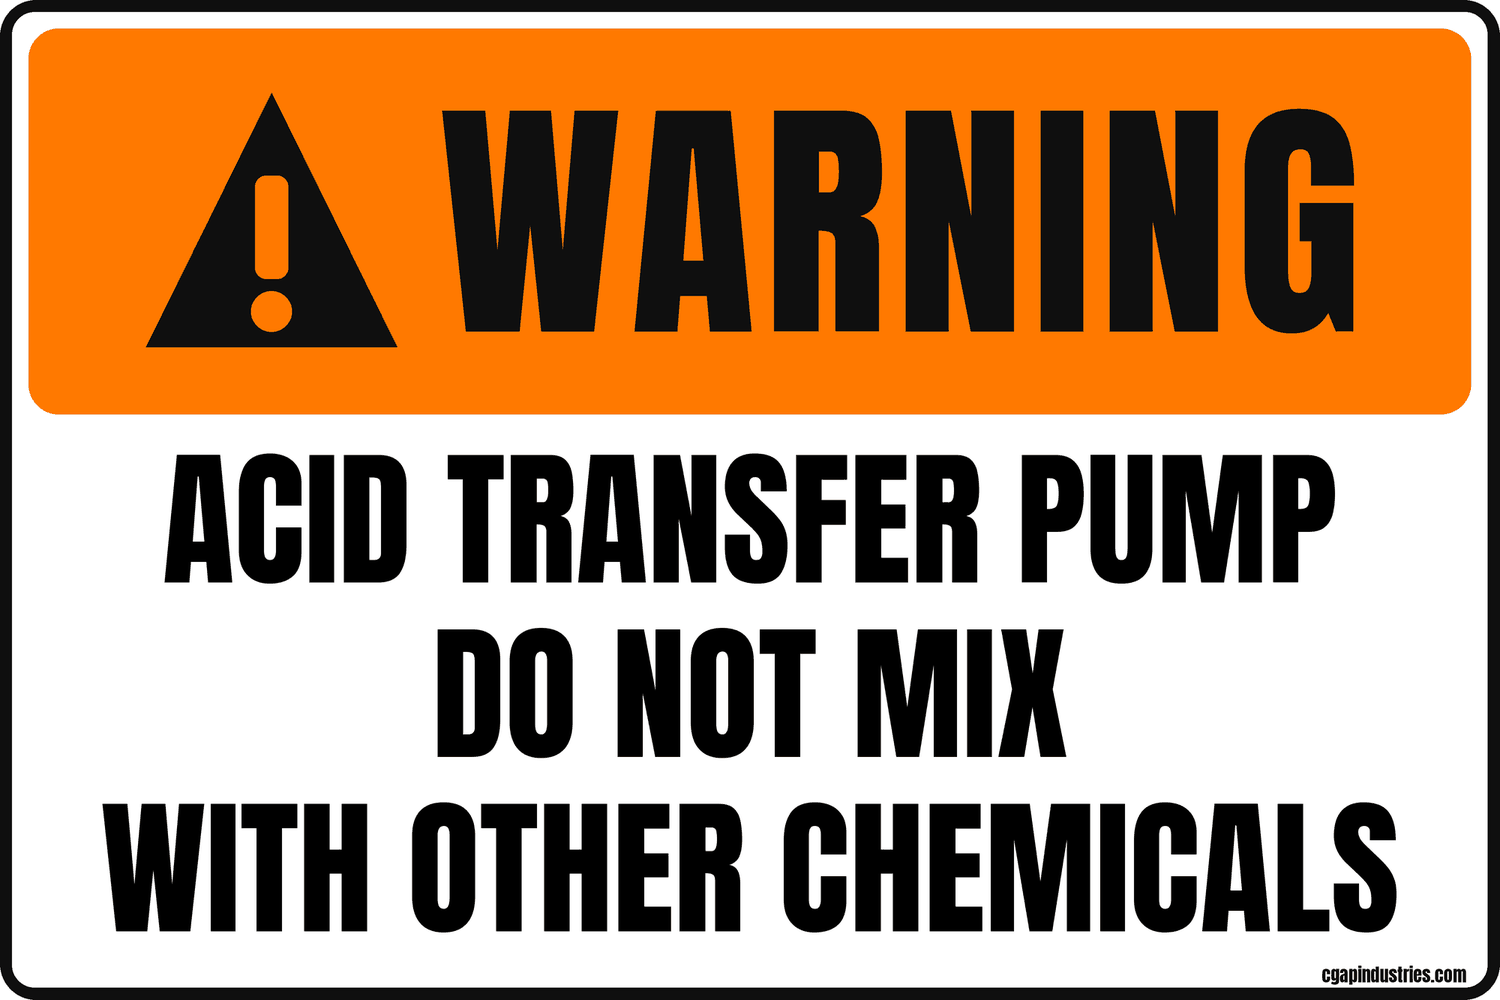 WARNING
ACID TRANSFER PUMP
DO NOT MIX
WITH OTHER CHEMICALS
cgapindustries.com